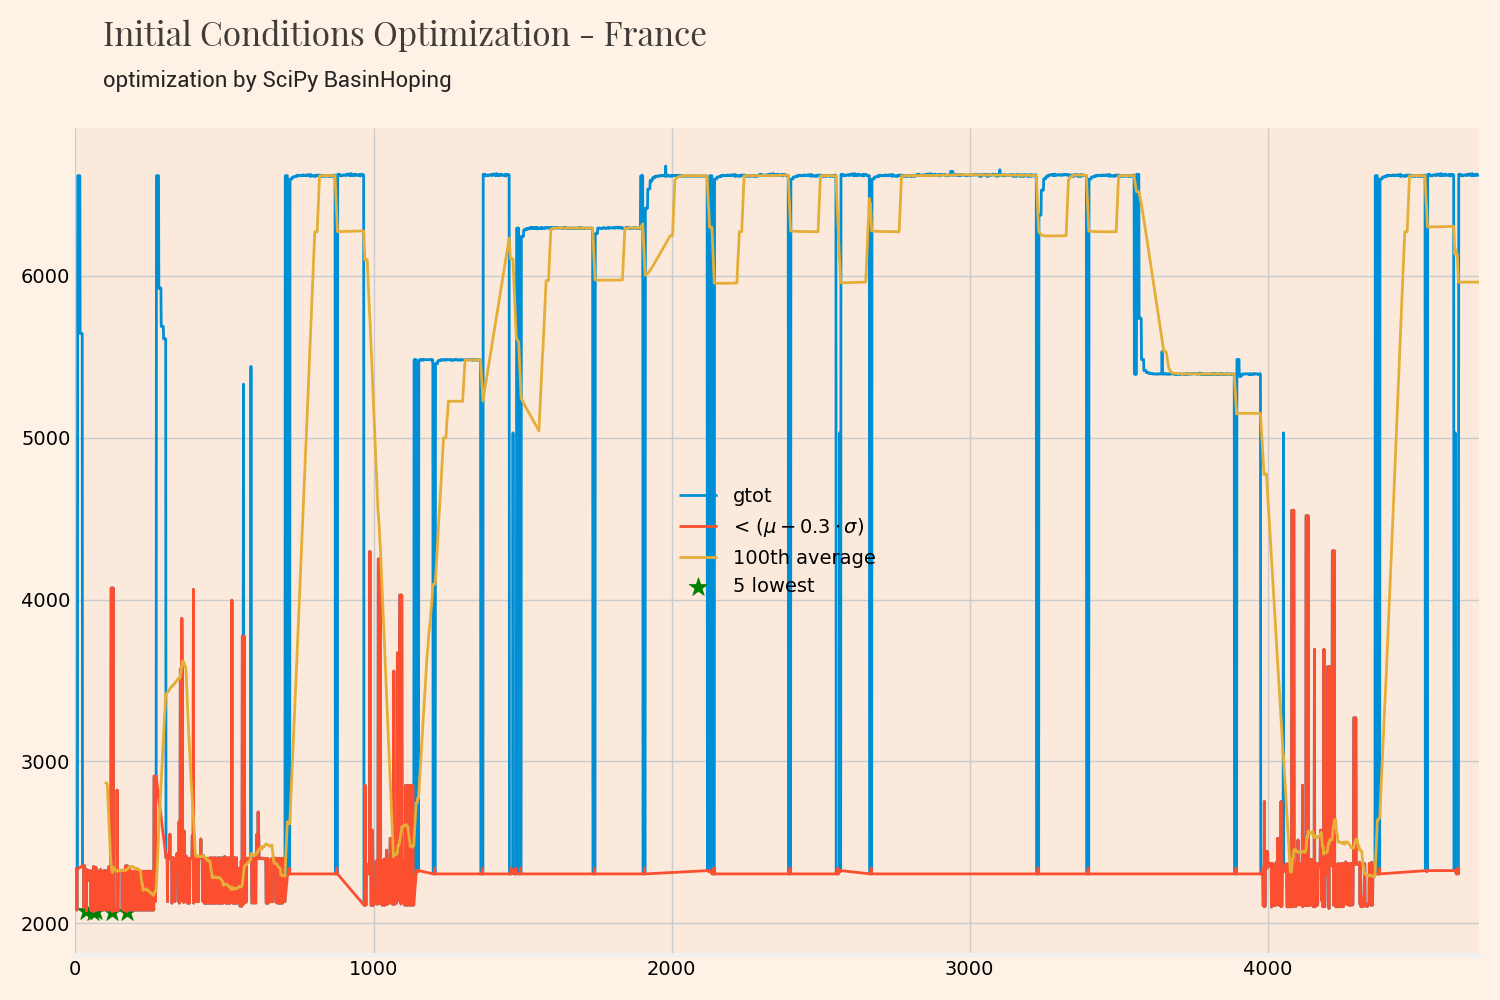 Initial Conditions Optimization - France
optimization by SciPy BasinHoping
6000
5000
4000
3000
2000
gtot
< (μ − 0.3 · σ)
100th average
5 lowest
0 1000 2000 3000 4000